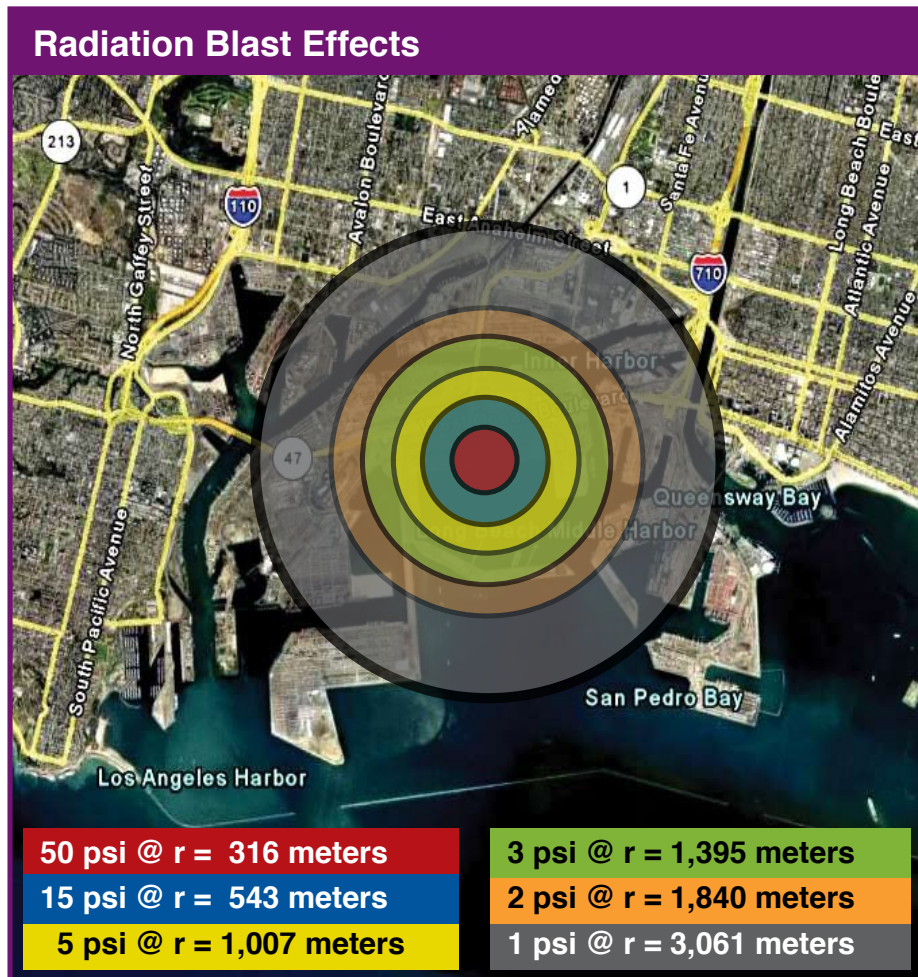 Radiation Blast Effects
213
North Gaffey Street
110
Avalon Boulevard
1
Santa Fe Avenue
Long Beach Boule
Atlantic Avenue
East
East Anaheim Street
710
Alamitos Avenue
Inner Harbor
47
Queensway Bay
Long Beach Middle Harbor
South Pacific Avenue
San Pedro Bay
Los Angeles Harbor
50 psi @ r = 316 meters
15 psi @ r = 543 meters
5 psi @ r = 1,007 meters
3 psi @ r = 1,395 meters
2 psi @ r = 1,840 meters
1 psi @ r = 3,061 meters